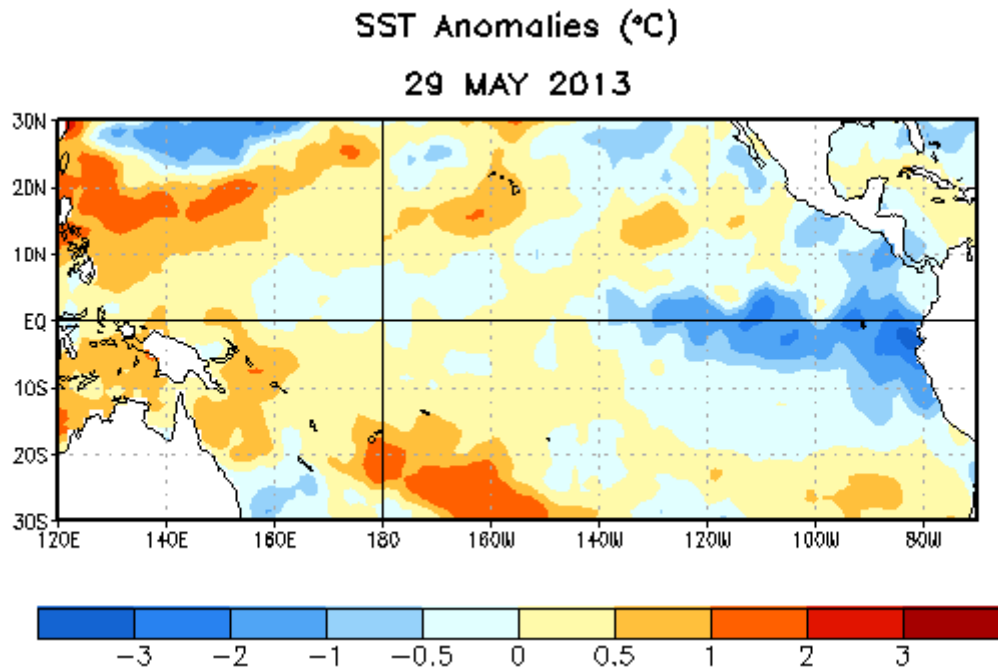 SST Anomalies (°C)
29 MAY 2013
30N
20N
10N
EQ
10S
20S
30S
120E 140E 160E 180 160W 140W 120W 100W 80W
-3 -2 -1 -0.5 0 0.5 1 2 3